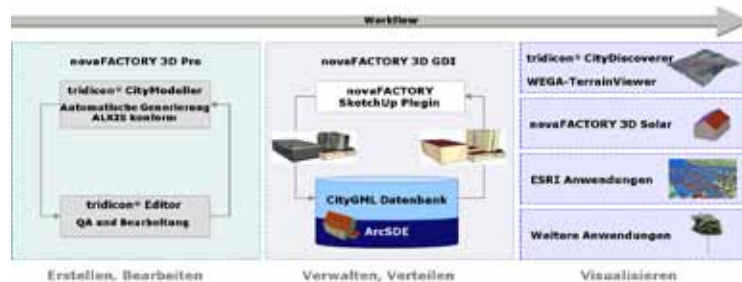 Workflow
novaFACTORY 3D Pro
tridicon® CityModeller
Automatische Generierung
ALKIS konform
tridicon® Editor
QA und Bearbeitung
Erstellen, Bearbeiten
novaFACTORY 3D GDI
novaFACTORY
SketchUp Plugin
CityGML Datenbank
ArcSDE
Verwalten, Verteilen
tridicon® CityDiscoverer
WEGA-TerrainViewer
novaFACTORY 3D Solar
ESRI Anwendungen
Weitere Anwendungen
Visualisieren